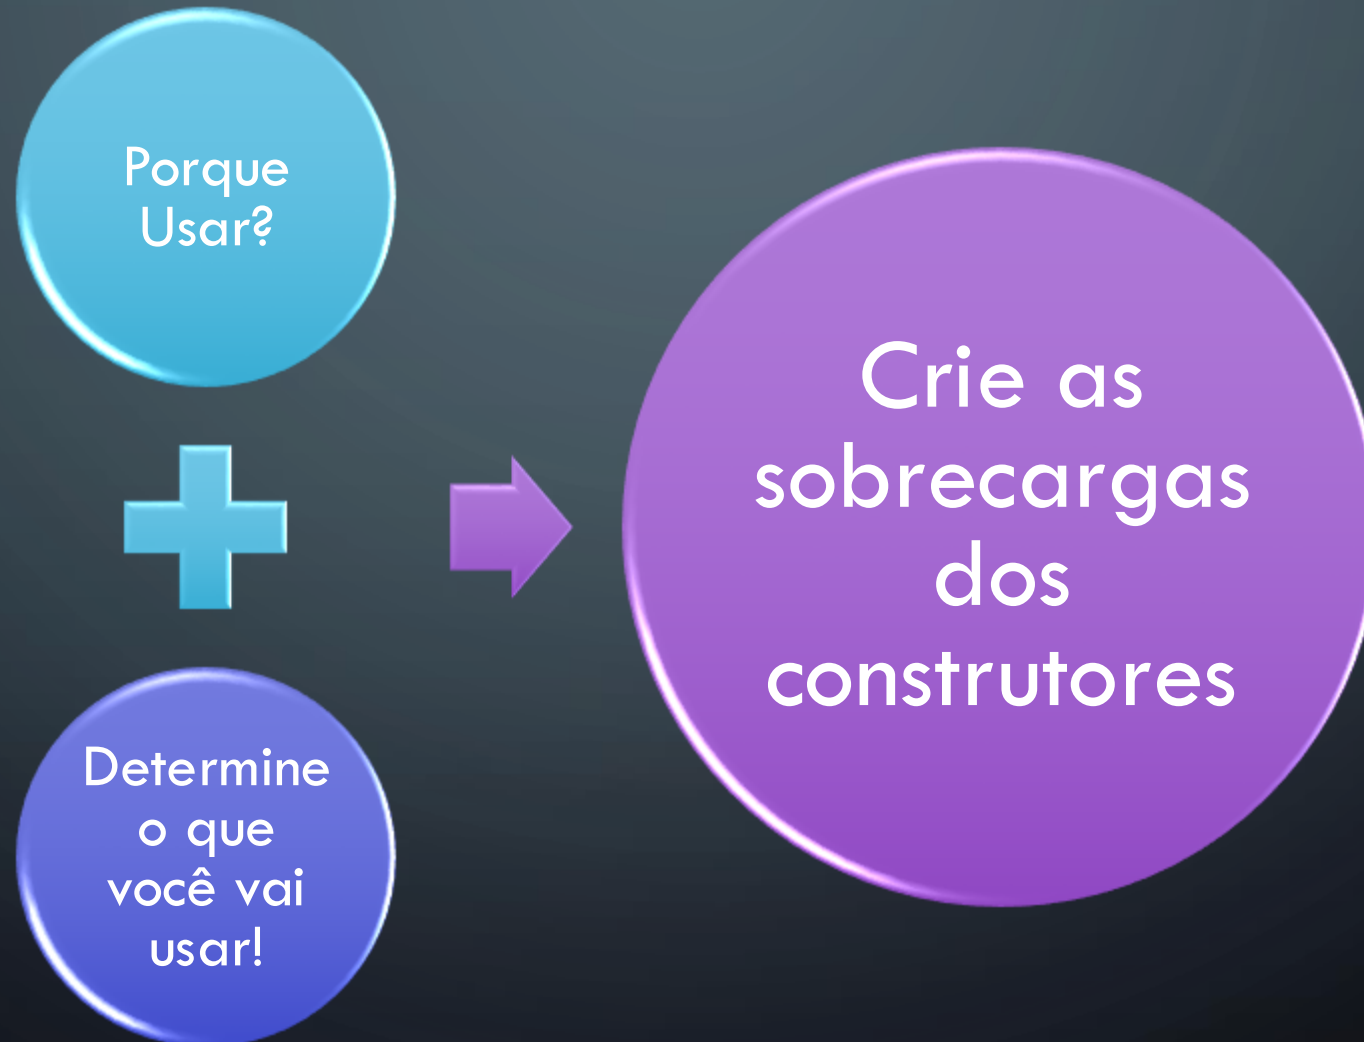 Porque
Usar?
Determine
o que
você vai
usar!
Crie as
sobrecargas
dos
construtores